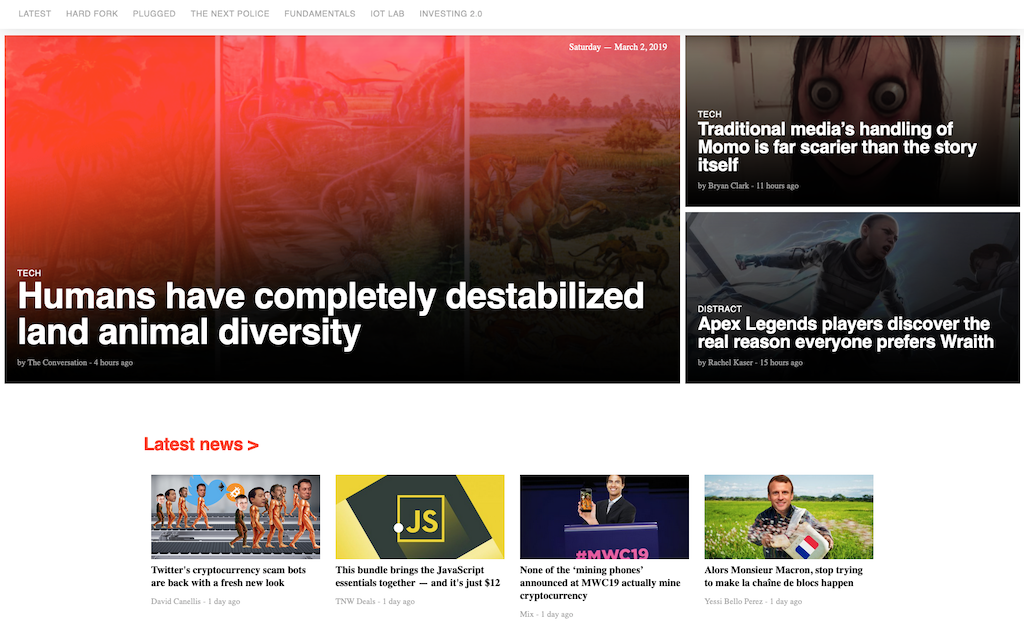 LATEST HARD FORK PLUGGED THE NEXT POLICE FUNDAMENTALS IOT LAB INVESTING 2.0
Saturday — March 2, 2019
TECH
Humans have completely destabilized
land animal diversity
by The Conversation - 4 hours ago
TECH
Traditional media’s handling of
Momo is far scarier than the story
itself
by Bryan Clark - 11 hours ago
DISTRACT
Apex Legends players discover the
real reason everyone prefers Wraith
by Rachel Kaser - 15 hours ago
Latest news >
Twitter's cryptocurrency scam bots
are back with a fresh new look
David Canellis - 1 day ago
JS
This bundle brings the JavaScript
essentials together — and it's just $12
TNW Deals - 1 day ago
#MWC19
None of the ‘mining phones’
announced at MWC19 actually mine
cryptocurrency
Mix - 1 day ago
Alors Monsieur Macron, stop trying
to make la chaîne de blocs happen
Yessi Bello Perez - 1 day ago